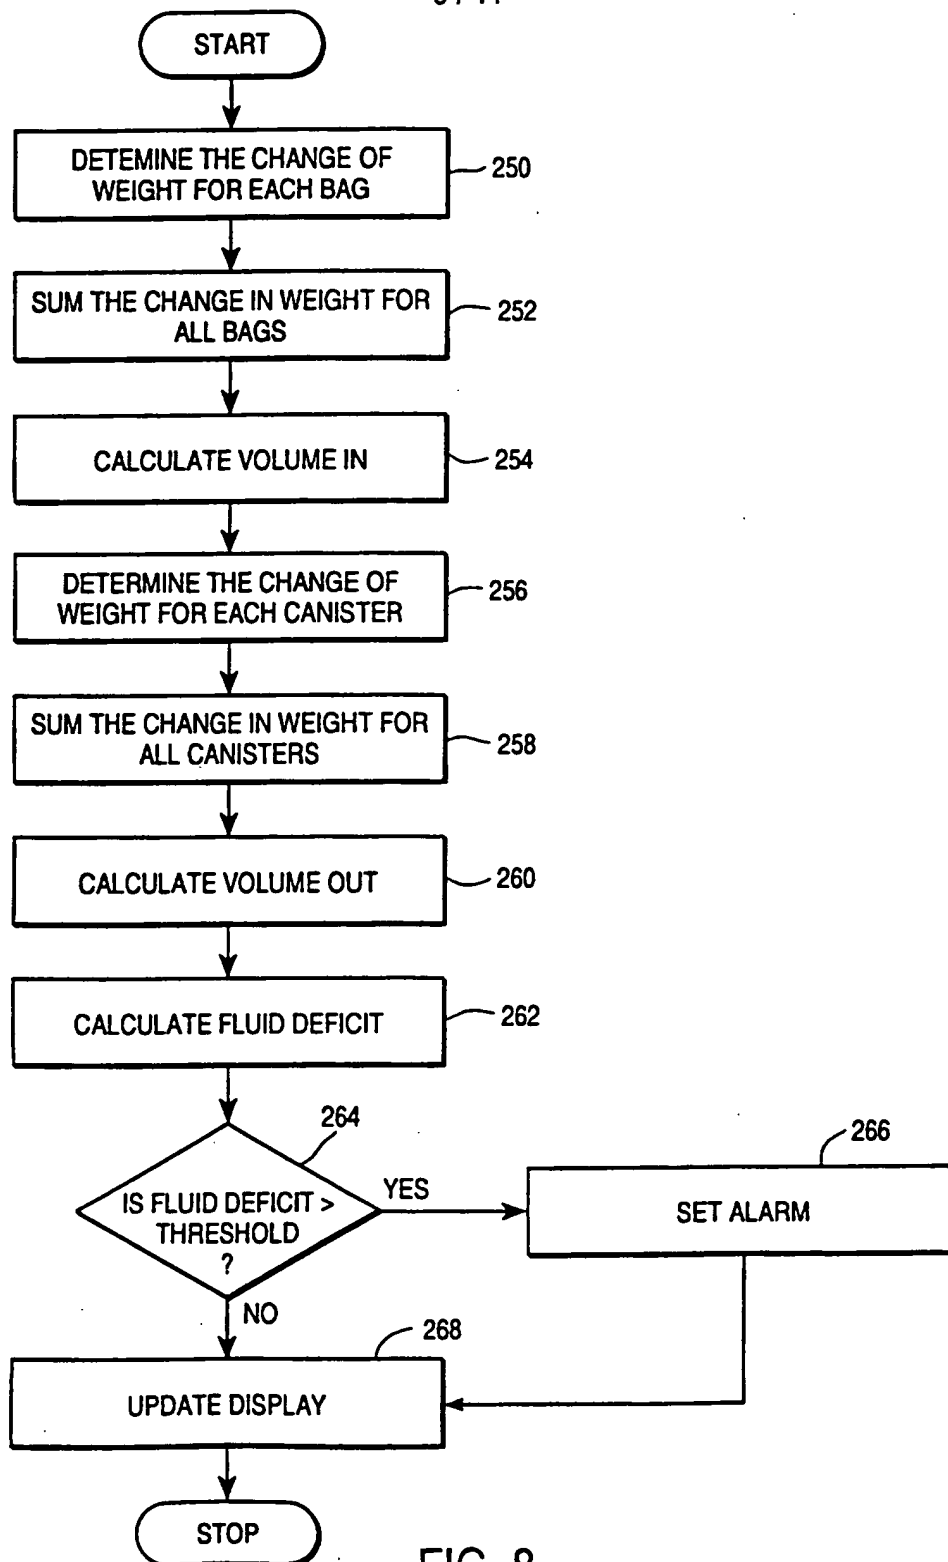 START
DETEMINE THE CHANGE OF
WEIGHT FOR EACH BAG
250
SUM THE CHANGE IN WEIGHT FOR
ALL BAGS
252
CALCULATE VOLUME IN
254
DETERMINE THE CHANGE OF
WEIGHT FOR EACH CANISTER
256
SUM THE CHANGE IN WEIGHT FOR
ALL CANISTERS
258
CALCULATE VOLUME OUT
260
CALCULATE FLUID DEFICIT
262
264
IS FLUID DEFICIT >
THRESHOLD
?
YES
266
SET ALARM
NO
268
UPDATE DISPLAY
STOP
FIG. 8